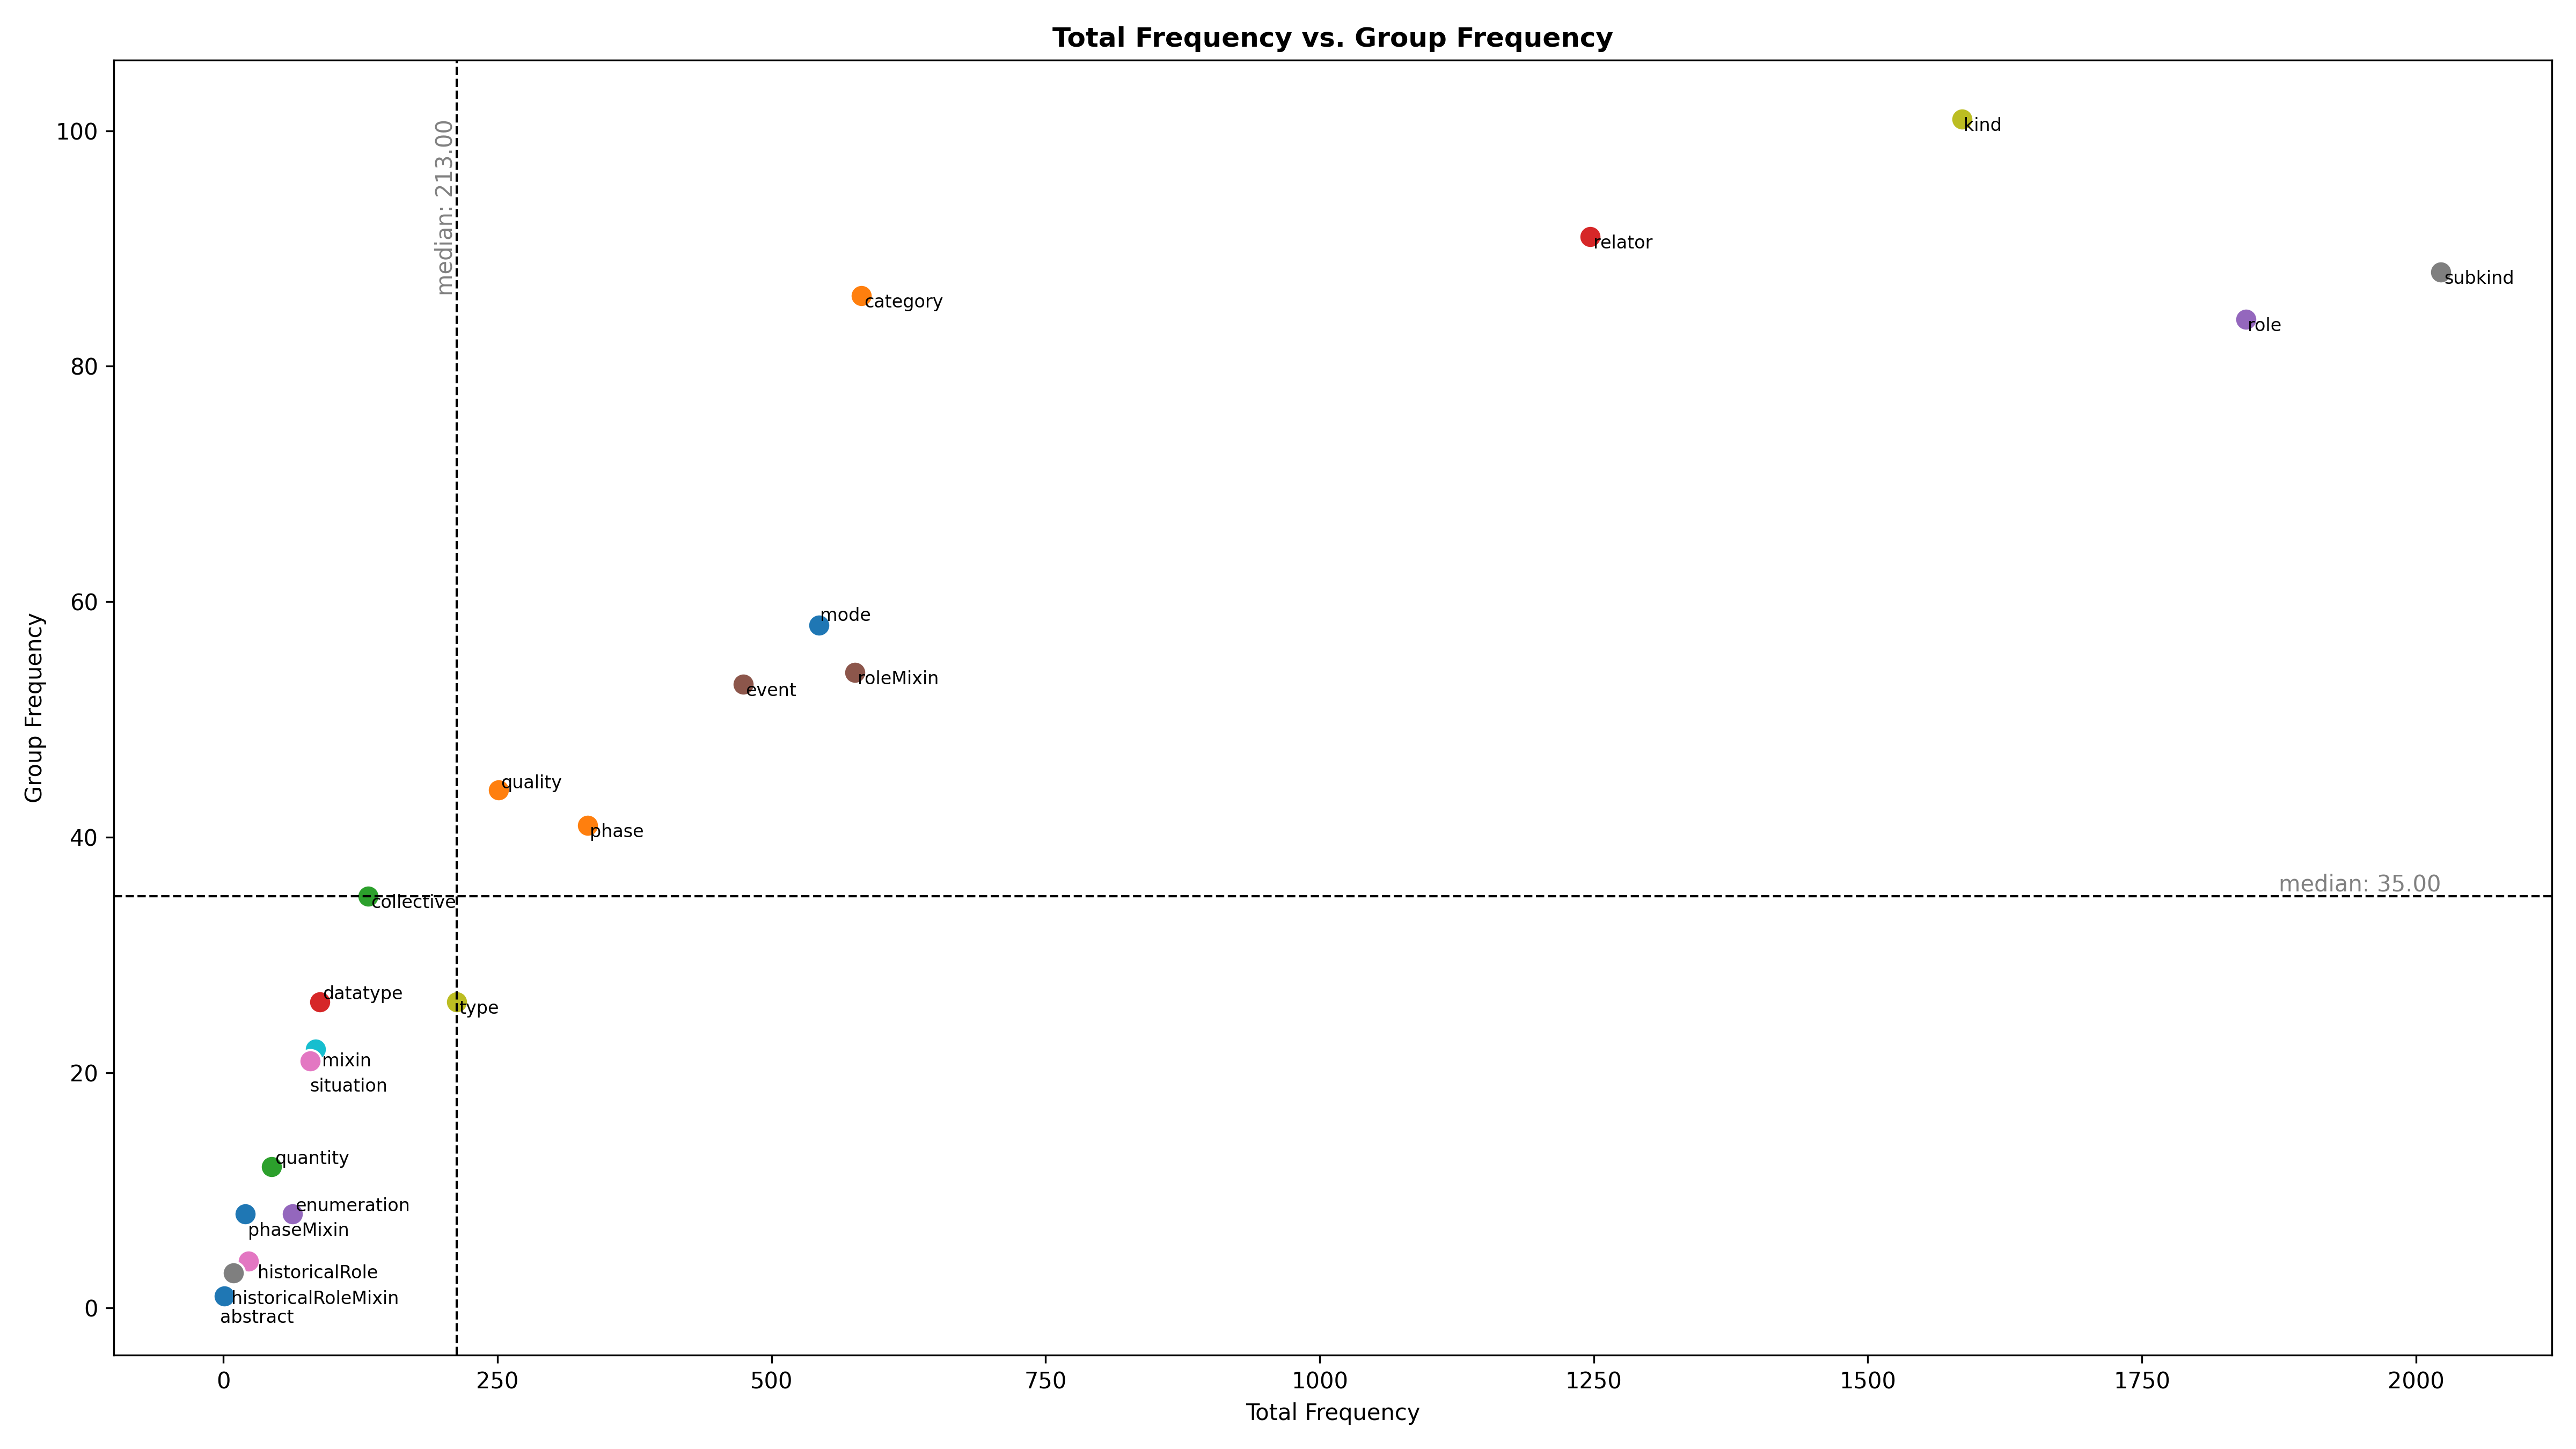 Total Frequency vs. Group Frequency
Group Frequency
100
80
60
40
20
0
median: 213.00
kind
relator
subkind
category
role
mode
roleMixin
event
quality
phase
median: 35.00
collective
datatype
type
mixin
situation
quantity
enumeration
phaseMixin
historicalRole
historicalRoleMixin
abstract
0
250
500
750
1000
1250
1500
1750
2000
Total Frequency